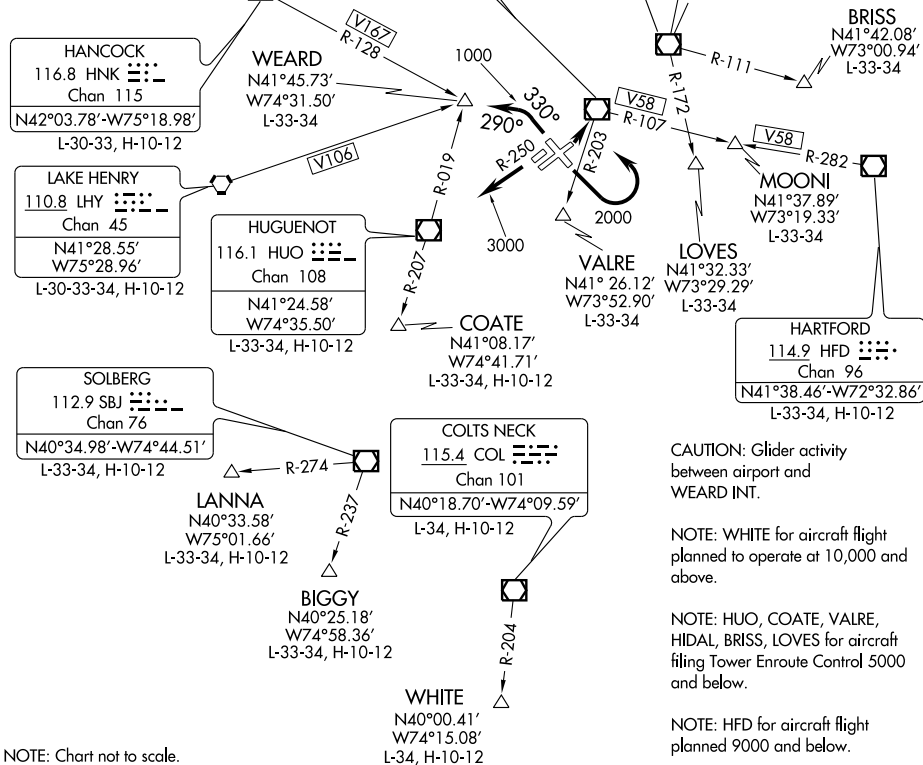 HANCOCK
116.8 HNK
Chan 115
N42°03.78'-W75°18.98'
L-30-33, H-10-12
V167
R-128
WEARD
N41°45.73'
W74°31.50'
L-33-34
1000
330°
290°
R-250
V58
R-107
R-203
R-172
R-111
BRISS
N41°42.08'
W73°00.94'
L-33-34
V58
R-282
MOONI
N41°37.89'
W73°19.33'
L-33-34
LAKE HENRY
110.8 LHY
Chan 45
N41°28.55'
W75°28.96'
L-30-33-34, H-10-12
V106
R-019
HUGUENOT
116.1 HUO
Chan 108
N41°24.58'
W74°35.50'
L-33-34, H-10-12
R-207
3000
2000
VALRE
N41° 26.12'
W73°52.90'
L-33-34
LOVES
N41°32.33'
W73°29.29'
L-33-34
COATE
N41°08.17'
W74°41.71'
L-33-34, H-10-12
HARTFORD
114.9 HFD
Chan 96
N41°38.46'-W72°32.86'
L-33-34, H-10-12
SOLBERG
112.9 SBJ
Chan 76
N40°34.98'-W74°44.51'
L-33-34, H-10-12
R-274
LANNA
N40°33.58'
W75°01.66'
L-33-34, H-10-12
R-237
BIGGY
N40°25.18'
W74°58.36'
L-33-34, H-10-12
COLTS NECK
115.4 COL
Chan 101
N40°18.70'-W74°09.59'
L-34, H-10-12
R-204
WHITE
N40°00.41'
W74°15.08'
L-34, H-10-12
CAUTION: Glider activity
between airport and
WEARD INT.
NOTE: WHITE for aircraft flight
planned to operate at 10,000 and
above.
NOTE: HUO, COATE, VALRE,
HIDAL, BRISS, LOVES for aircraft
filing Tower Enroute Control 5000
and below.
NOTE: HFD for aircraft flight
planned 9000 and below.
NOTE: Chart not to scale.